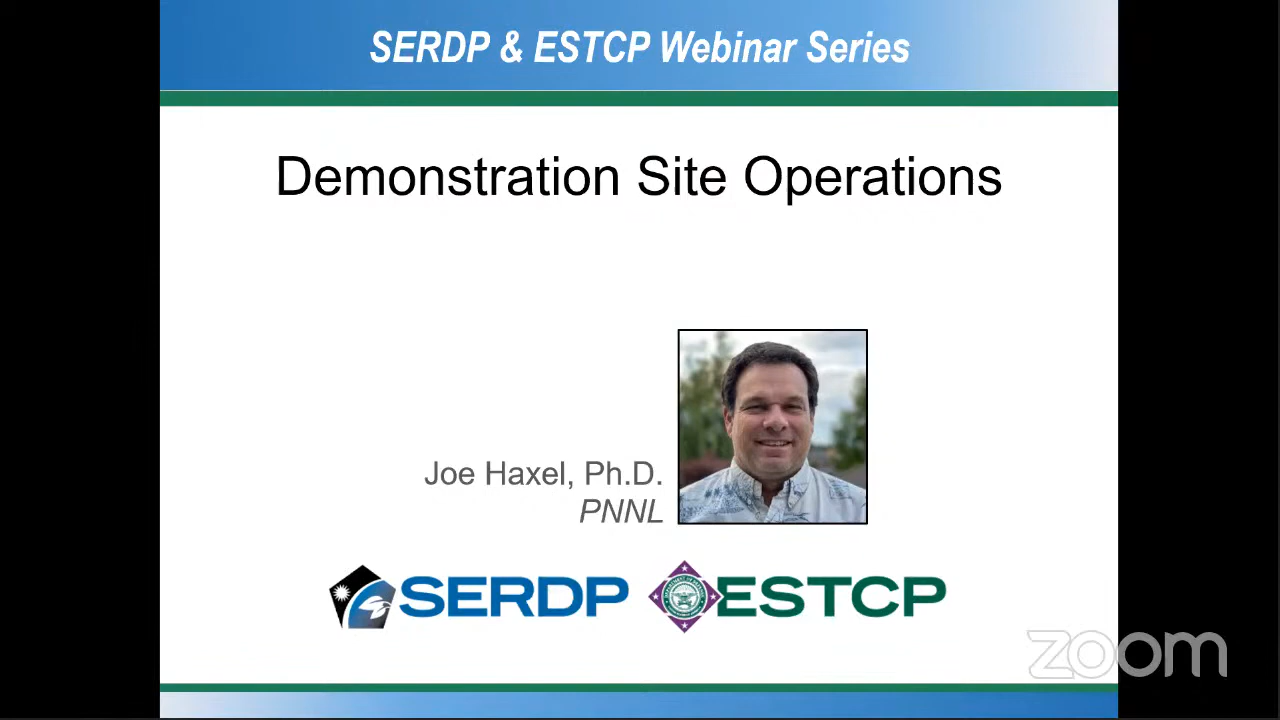 SERDP & ESTCP Webinar Series
Demonstration Site Operations
Joe Haxel, Ph.D.
PNNL
SERDP ESTCP
zoom